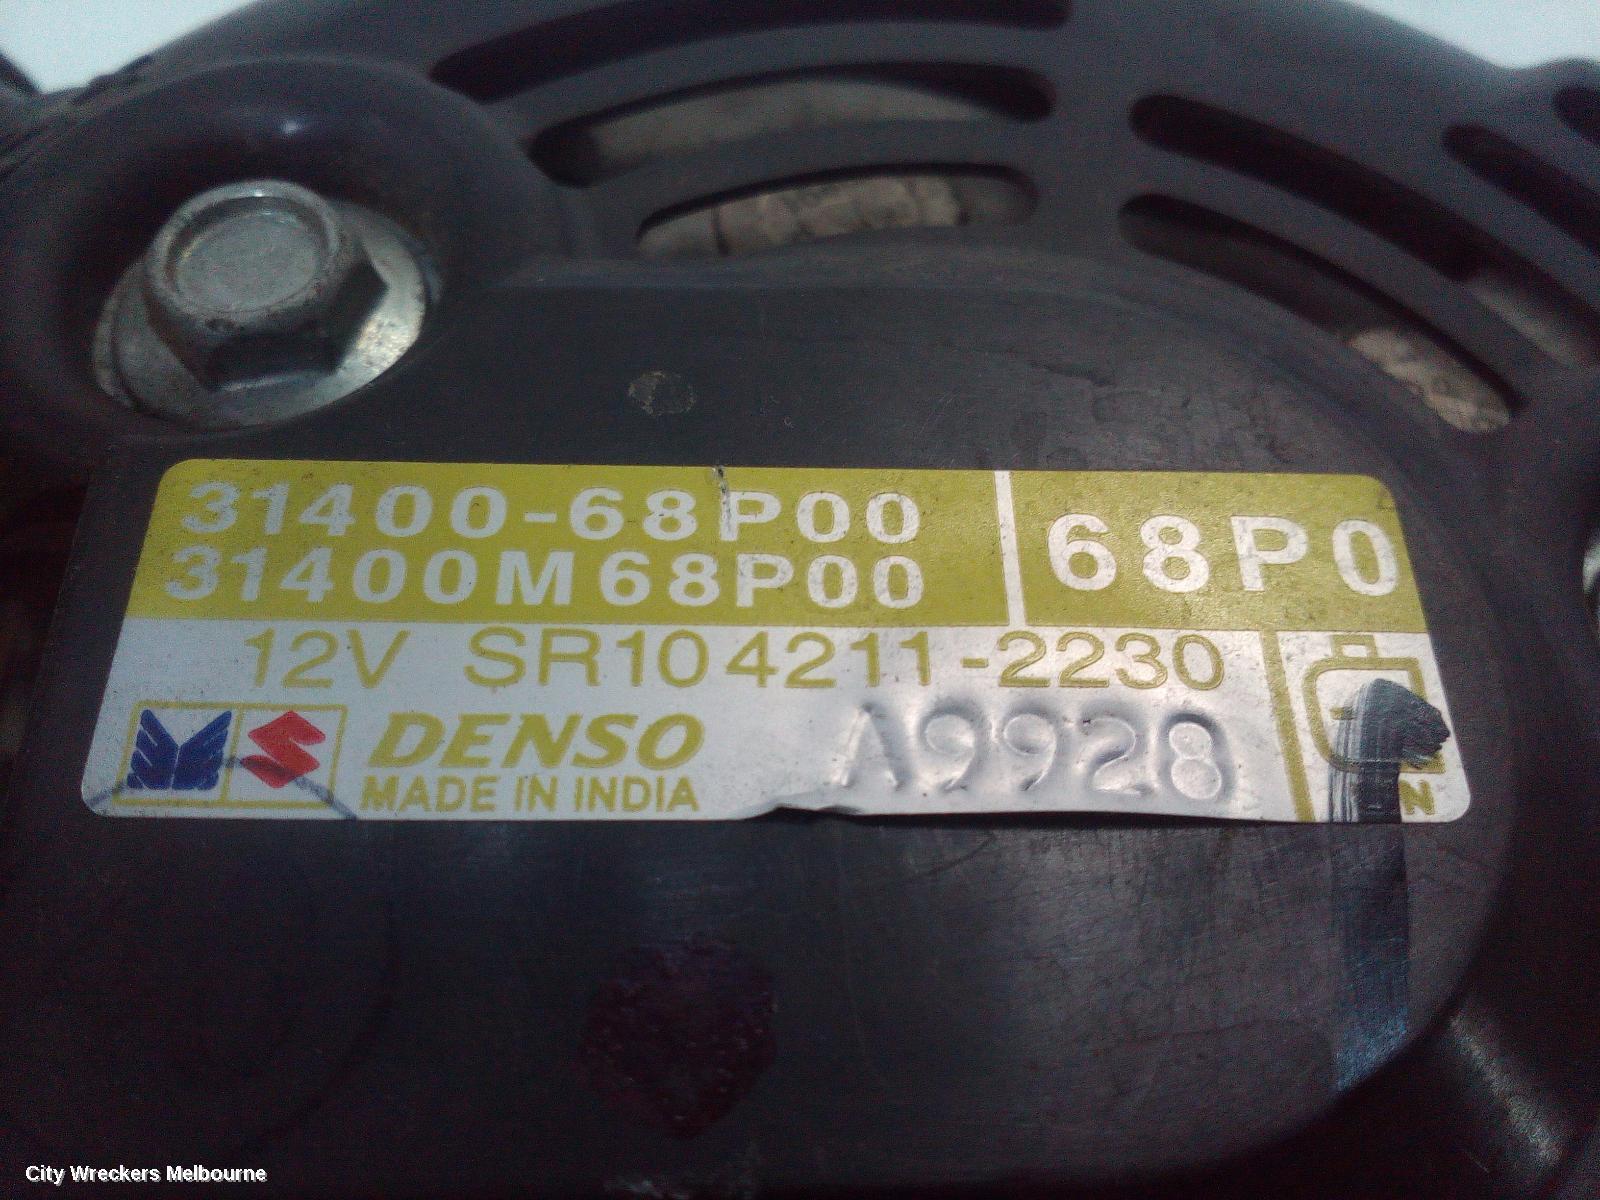 31400-68P00
31400M68P00
68P0
12V SR10 4211-2230
DENSO
MADE IN INDIA
A9928
N
City Wreckers Melbourne